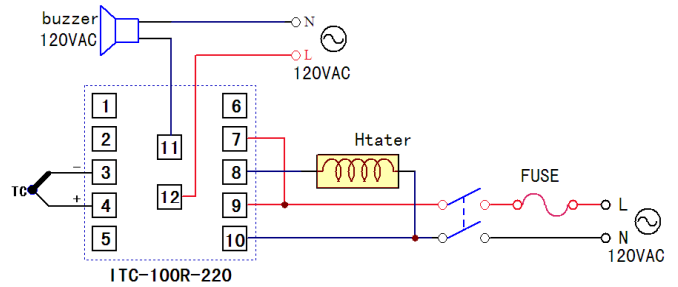 buzzer
120VAC
N
L
120VAC
1
2
3
4
5
6
7
8
9
10
11
12
−
+
TC
Htater
FUSE
L
N
120VAC
ITC-100R-220